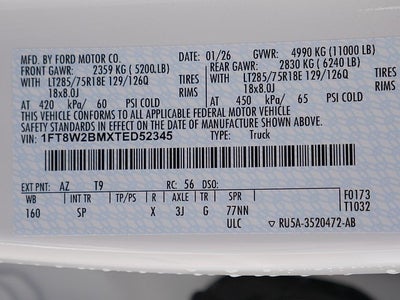 MFD. BY FORD MOTOR CO. 01/26 GVWR: 4990 KG (11000 LB)
FRONT GAWR: 2359 KG (5200LB) REAR GAWR: 2830 KG (6240 LB)
WITH LT285/75R18E 129/126Q TIRES WITH LT285/75R18E 129/126Q TIRES
18x8.0J RIMS 18x8.0J RIMS
AT 420 kPa/ 60 PSI COLD AT 450 kPa/ 65 PSI COLD
THIS VEHICLE CONFORMS TO ALL APPLICABLE FEDERAL MOTOR VEHICLE
SAFETY STANDARDS IN EFFECT ON THE DATE OF MANUFACTURE SHOWN ABOVE.
VIN: 1FT8W2BMXTED52345 TYPE: Truck
EXT PNT: AZ T9 RC: 56 DSO: F0173
WB INT TR TP/PS R AXLE TR SPR T1032
160 SP X 3J G 77NN
ULC RU5A-3520472-AB